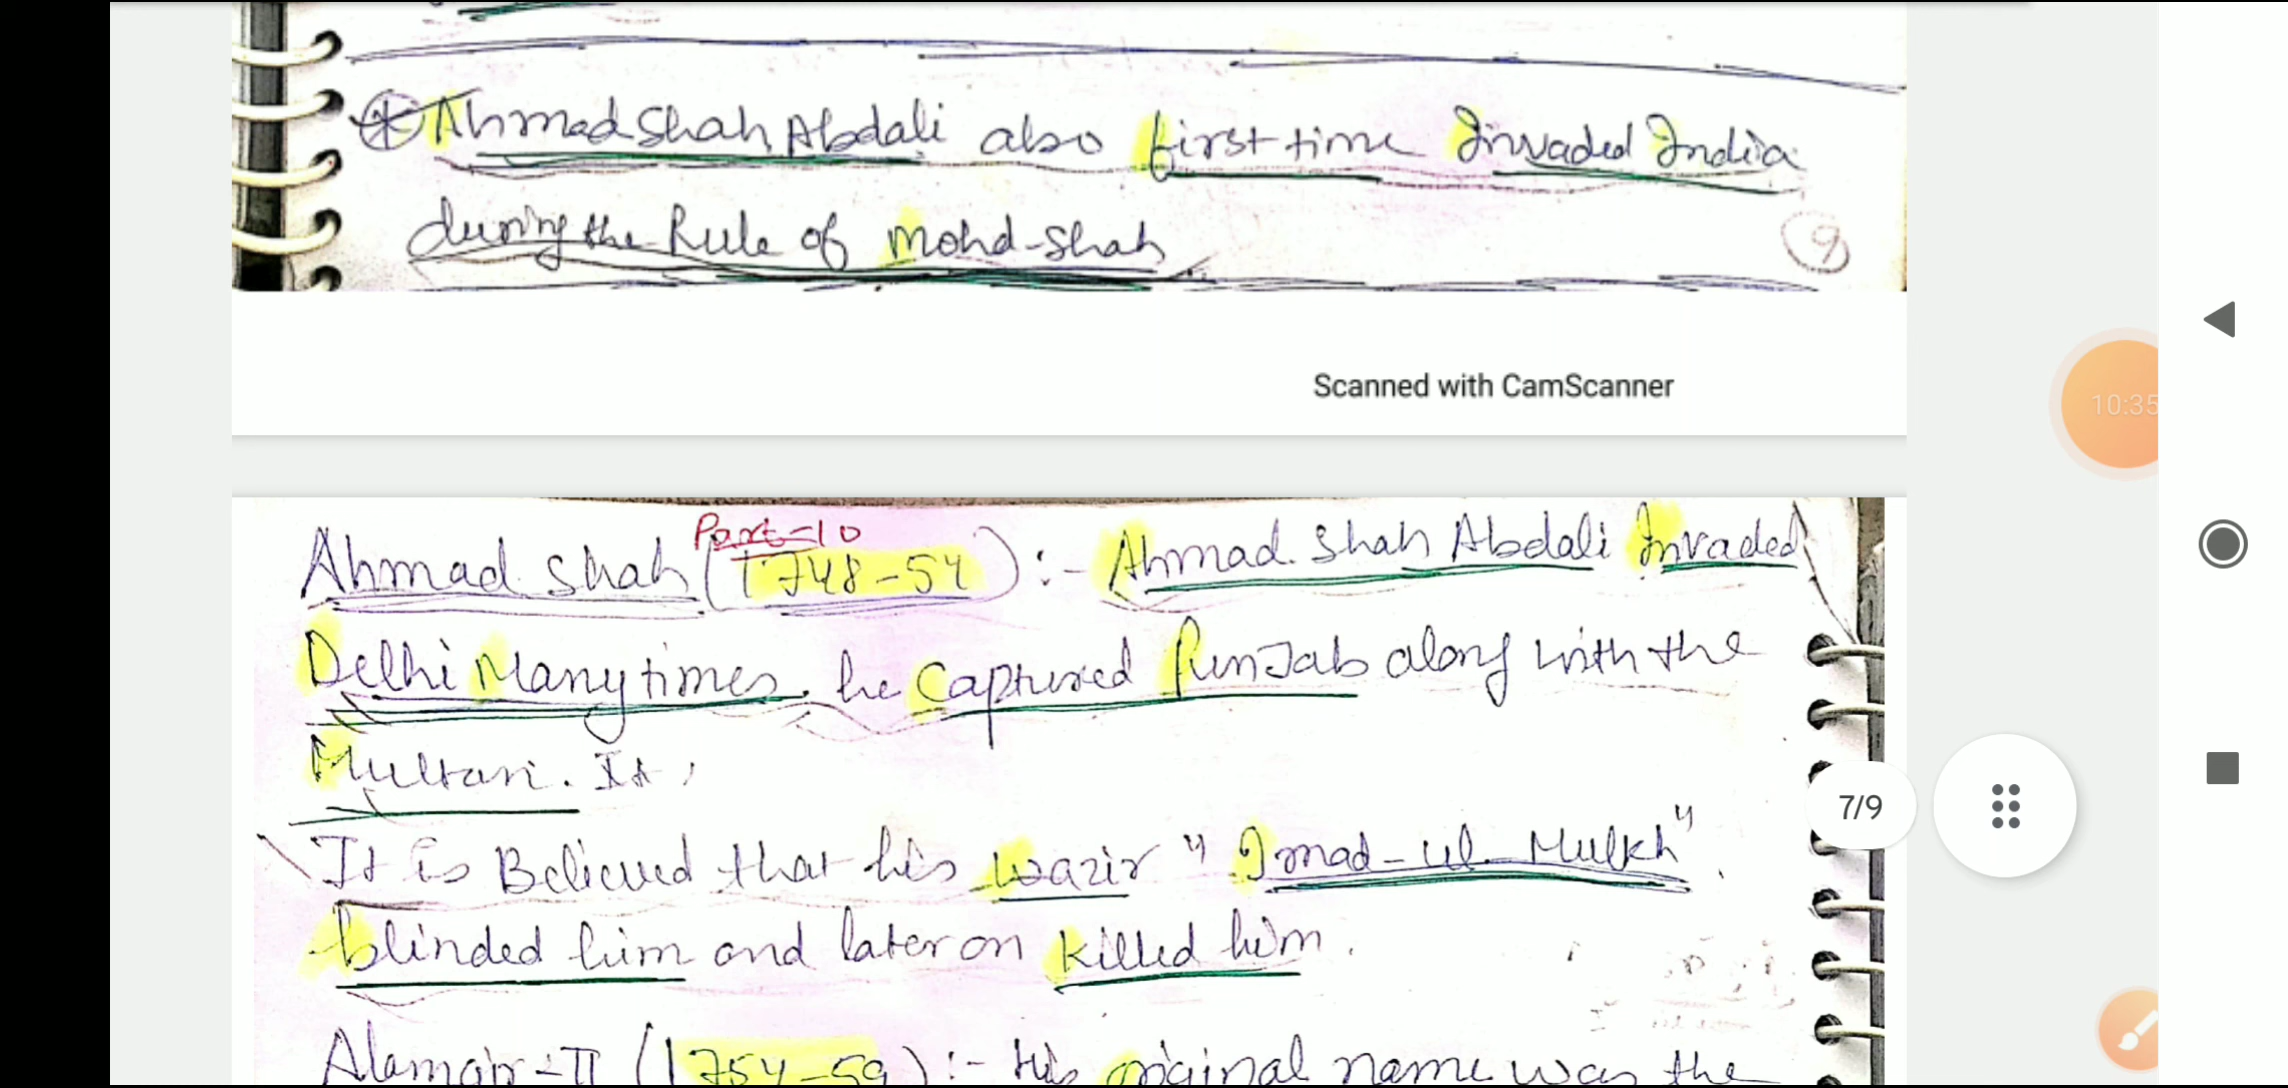 Ahmad Shah Abdali also first time Invaded India
during the Rule of Mohd-Shah
9
Scanned with CamScanner
10:35
Part-10
Ahmad Shah (1748-54) :- Ahmad Shah Abdali Invaded
Delhi Many times. he Captured Punjab along with the
Multan. It,
7/9
It is Believed that his wazir "Imad-ul-Mulkh".
blinded him and later on killed him.
Alamgir-II (1754-59) :- His original name was the